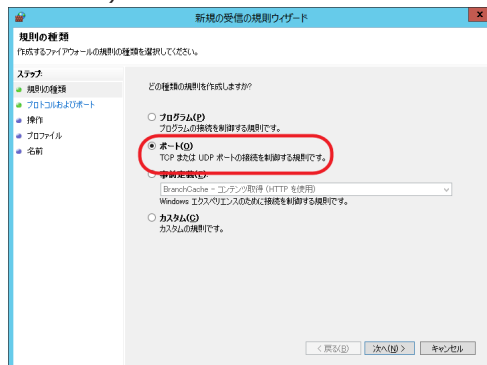 新規の受信の規則ウィザード
x
規則の種類
作成するファイアウォールの規則の種類を選択してください。
ステップ:
規則の種類
プロトコルおよびポート
操作
プロファイル
名前
どの種類の規則を作成しますか?
プログラム(P)
プログラムの接続を制御する規則です。
ポート(O)
TCP または UDP ポートの接続を制御する規則です。
事前定義(E):
BranchCache - コンテンツ取得 (HTTP を使用)
Windows エクスペリエンスのために接続を制御する規則です。
カスタム(C)
カスタムの規則です。
< 戻る(B)
次へ(N) >
キャンセル